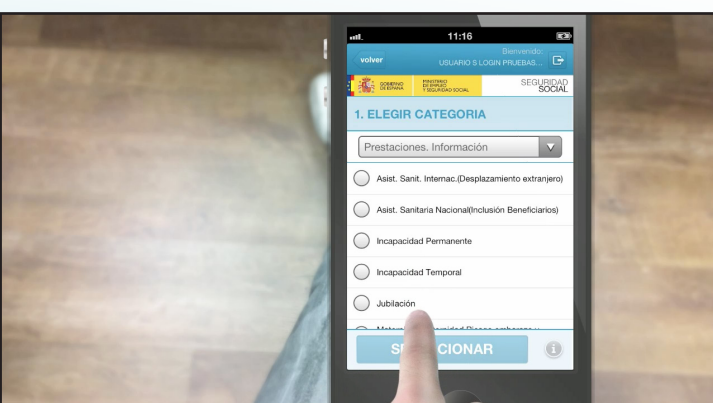 11:16
volver
Bienvenido:
USUARIO S LOGIN PRUEBAS...
GOBIERNO DE ESPAÑA
MINISTERIO DE EMPLEO Y SEGURIDAD SOCIAL
SEGURIDAD SOCIAL
1. ELEGIR CATEGORIA
Prestaciones. Información
Asist. Sanit. Internac.(Desplazamiento extranjero)
Asist. Sanitaria Nacional(Inclusión Beneficiarios)
Incapacidad Permanente
Incapacidad Temporal
Jubilación